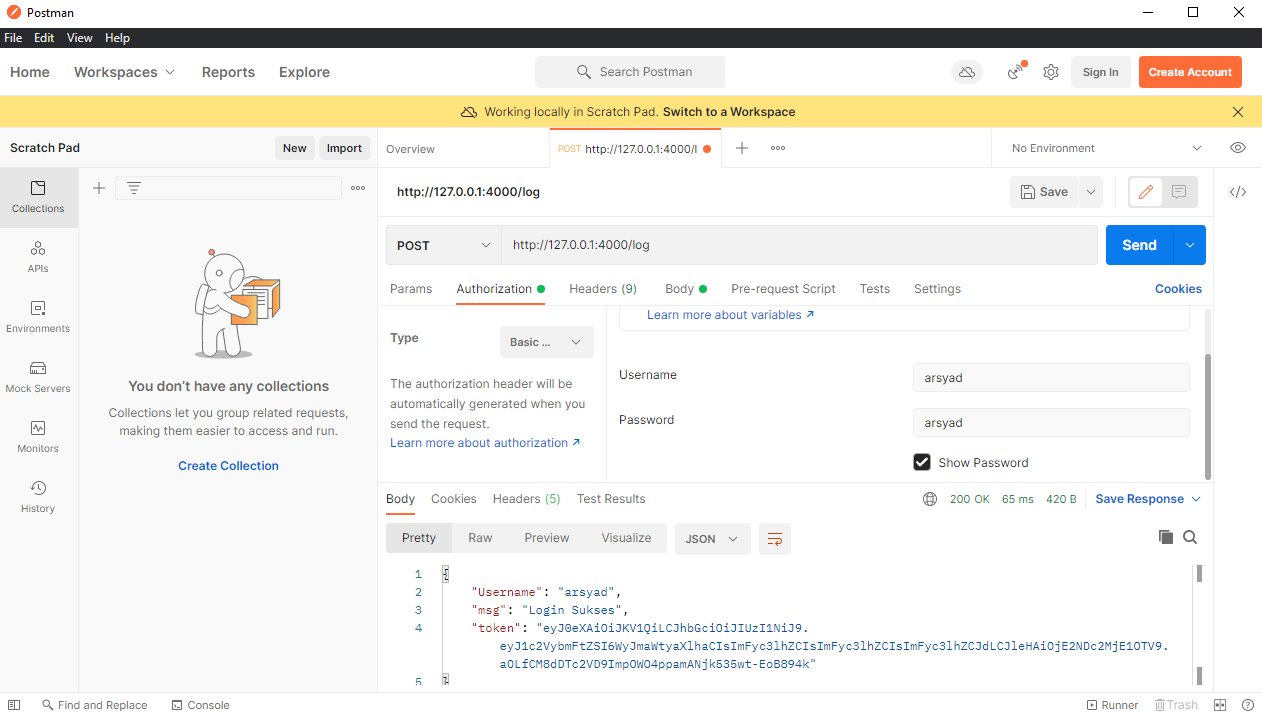 Postman
File Edit View Help
Home Workspaces Reports Explore Search Postman Sign In Create Account
Working locally in Scratch Pad. Switch to a Workspace
Scratch Pad New Import Overview POST http://127.0.0.1:4000/l No Environment
Collections
APIs
Environments
Mock Servers
Monitors
History
You don't have any collections
Collections let you group related requests,
making them easier to access and run.
Create Collection
http://127.0.0.1:4000/log Save
POST http://127.0.0.1:4000/log Send
Params Authorization Headers (9) Body Pre-request Script Tests Settings Cookies
Type Basic ...
The authorization header will be
automatically generated when you
send the request.
Learn more about authorization ↗
Learn more about variables ↗
Username arsyad
Password arsyad
Show Password
Body Cookies Headers (5) Test Results 200 OK 65 ms 420 B Save Response
Pretty Raw Preview Visualize JSON
1 {
2 "Username": "arsyad",
3 "msg": "Login Sukses",
4 "token": "eyJ0eXAiOiJKV1QiLCJhbGciOiJIUzI1NiJ9.
eyJ1c2VybmFtZSI6WyJmaWtyaXlhaCIsImFyc3lhZCIsImFyc3lhZCIsImFyc3lhZCJdLCJleHAiOjE2NDc2MjE1OTV9.
aOLfCM8dDTc2VD9ImpOWO4ppamANjk535wt-EoB894k"
5 }
Find and Replace Console Runner Trash